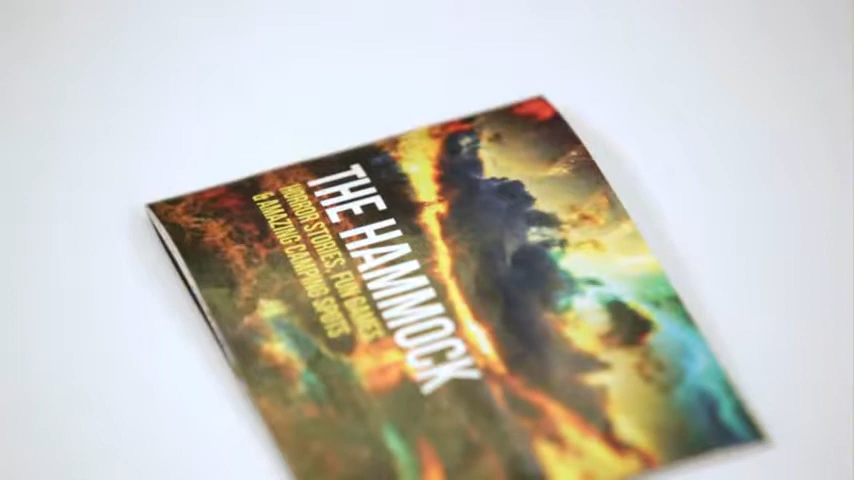 THE HAMMOCK
HORROR STORIES, FUN GAMES
& AMAZING CAMPING SPOTS